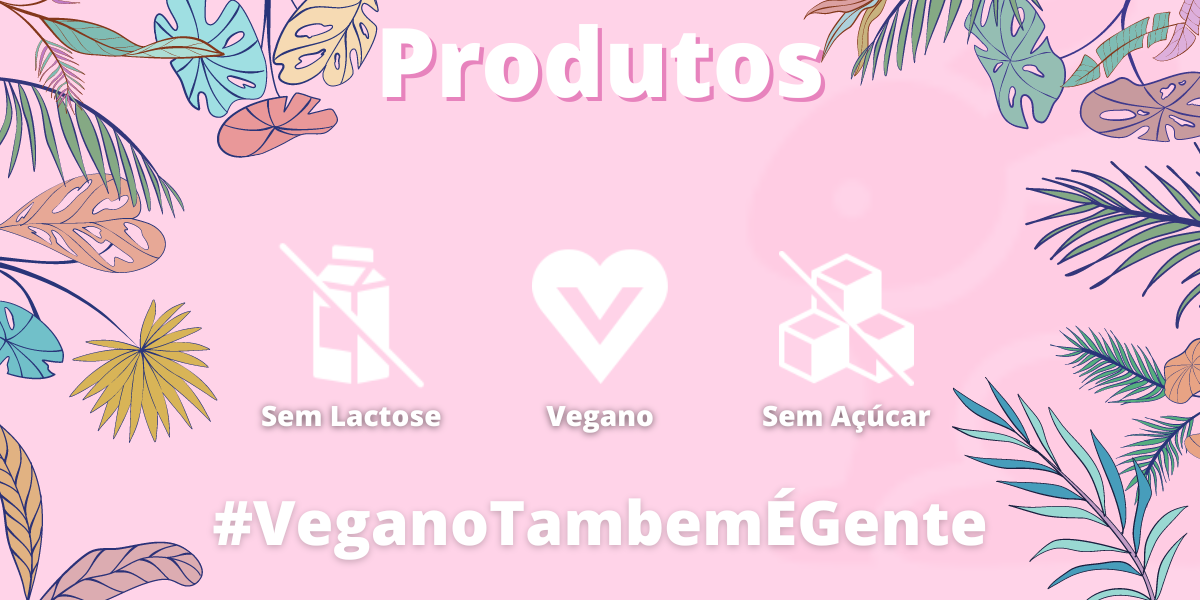 Produtos
Sem Lactose
Vegano
Sem Açúcar
#VeganoTambemÉGente